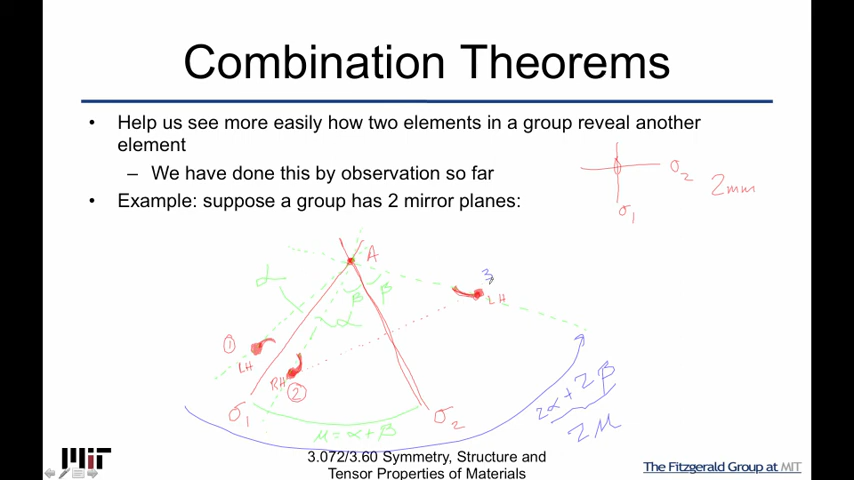 Combination Theorems
• Help us see more easily how two elements in a group reveal another
element
– We have done this by observation so far
• Example: suppose a group has 2 mirror planes:
σ2
2mm
σ1
A
α
β β
α
3
LH
① LH
RH ②
σ1
σ2
μ = α + β
2α + 2β
2μ
MIT
3.072/3.60 Symmetry, Structure and
Tensor Properties of Materials
The Fitzgerald Group at MIT